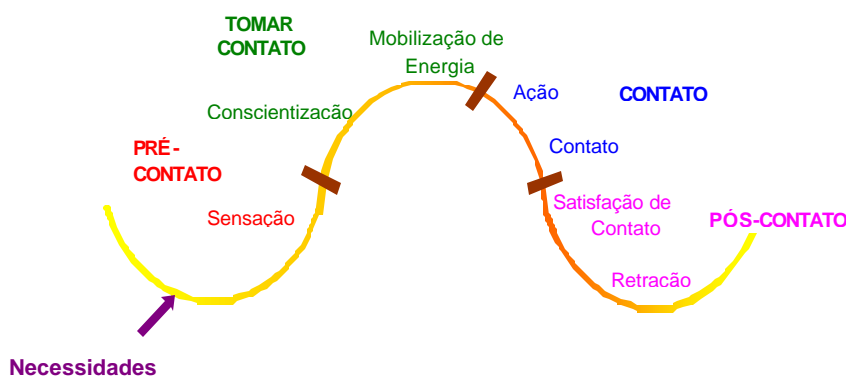 TOMAR
CONTATO
Mobilização de
Energia
Ação
CONTATO
Conscientizacão
PRÉ -
CONTATO
Contato
Sensação
Satisfação de
Contato
PÓS-CONTATO
Retracão
Necessidades